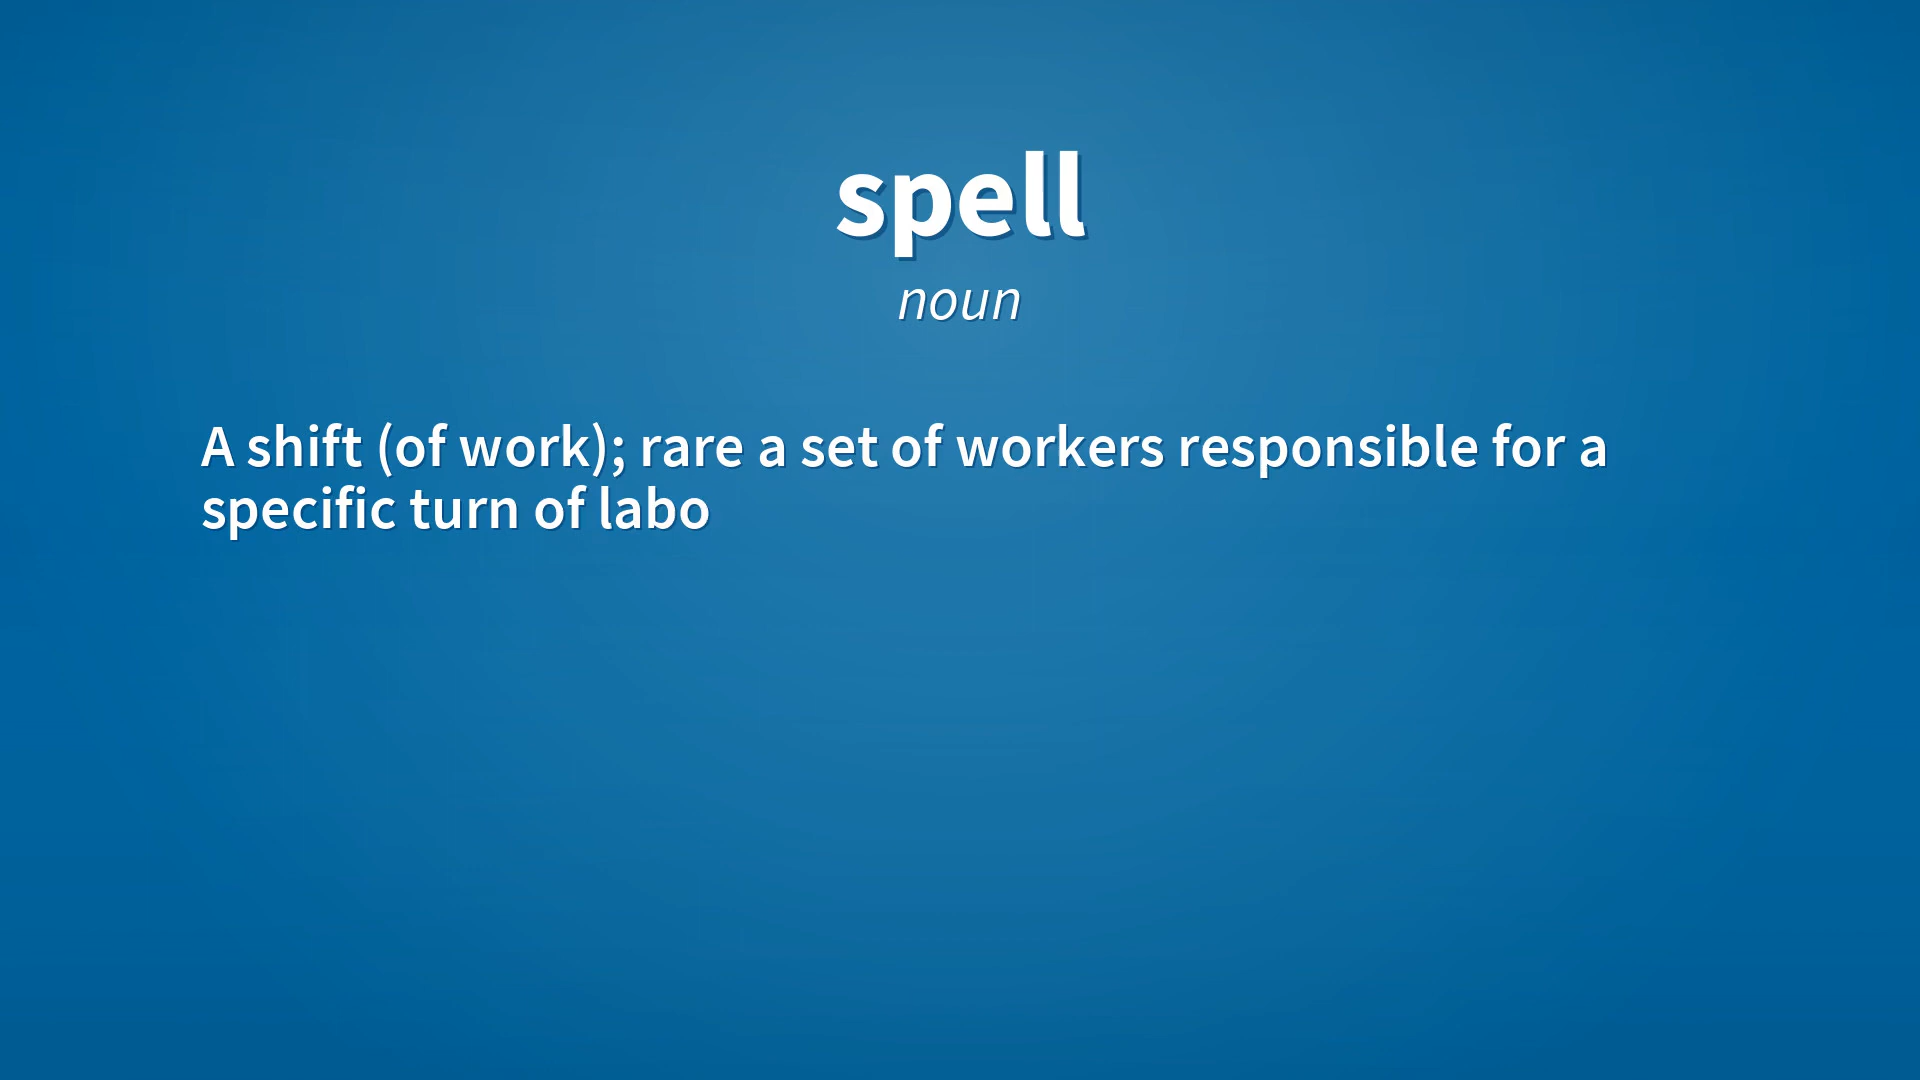 spell
noun
A shift (of work); rare a set of workers responsible for a
specific turn of labo